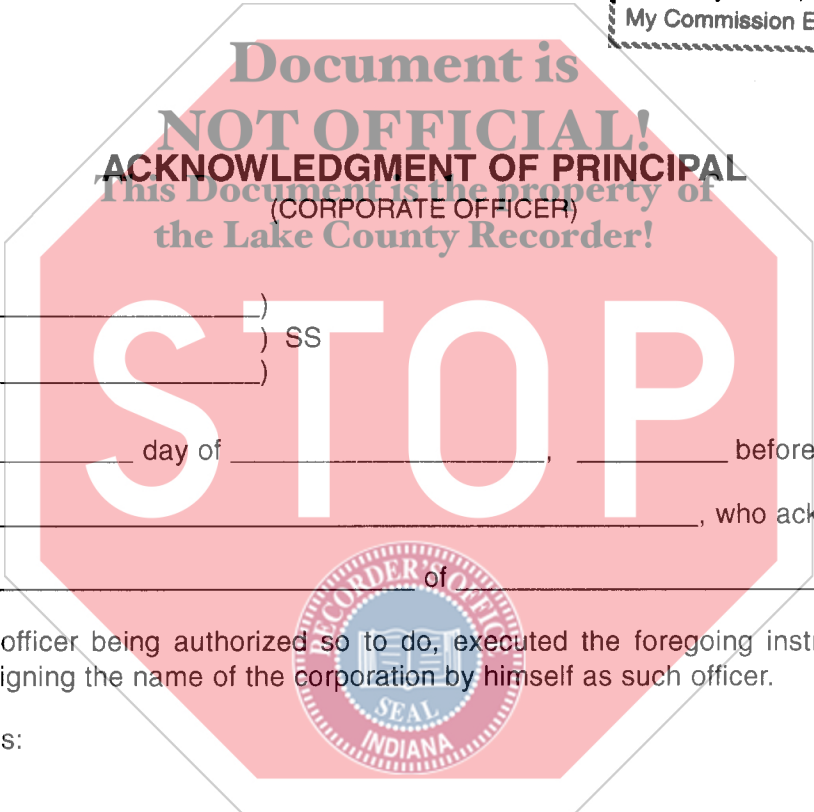 My Commission E
Document is
NOT OFFICIAL!
ACKNOWLEDGMENT OF PRINCIPAL
This Document is the property of
(CORPORATE OFFICER)
the Lake County Recorder!
)
) SS
)
STOP
day of , before
, who ack
of
officer being authorized so to do, executed the foregoing instr
igning the name of the corporation by himself as such officer.
s:
RECORDER'S OFFICE
SEAL
INDIANA